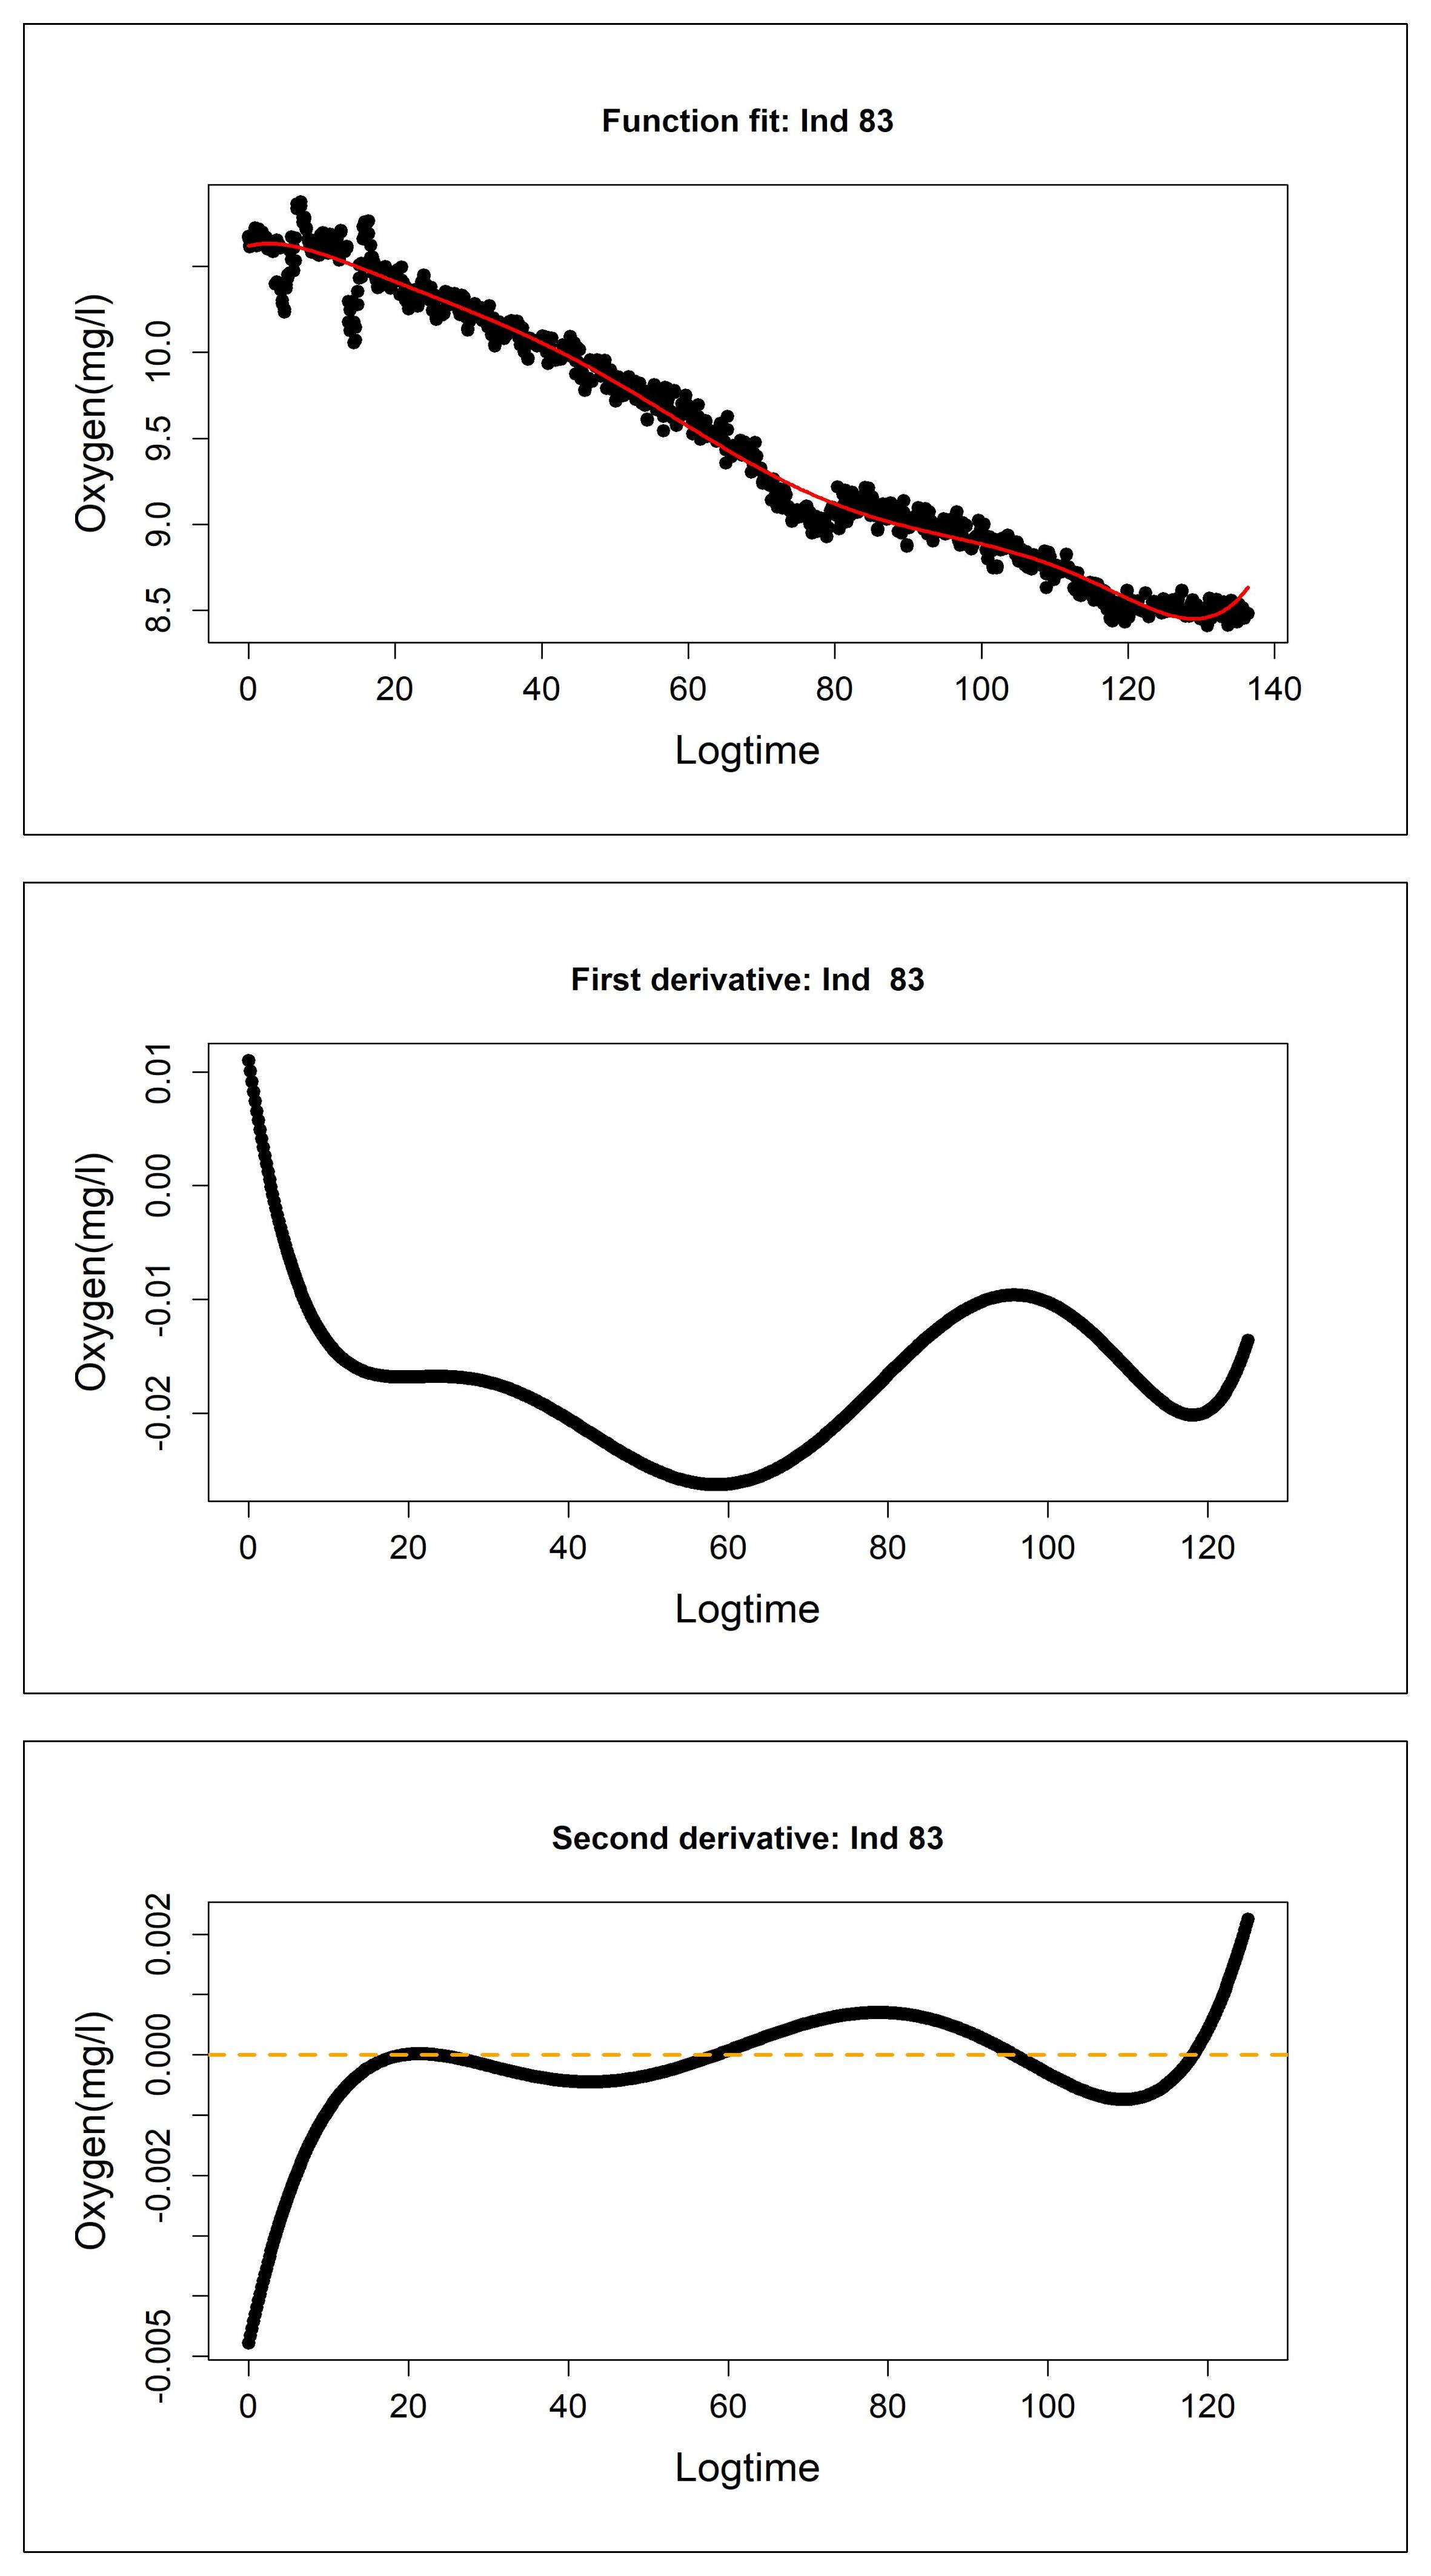 Function fit: Ind 83
Oxygen(mg/l)
10.0
9.5
9.0
8.5
0 20 40 60 80 100 120 140
Logtime
First derivative: Ind  83
Oxygen(mg/l)
0.01
0.00
-0.01
-0.02
0 20 40 60 80 100 120
Logtime
Second derivative: Ind 83
Oxygen(mg/l)
0.002
0.000
-0.002
-0.005
0 20 40 60 80 100 120
Logtime